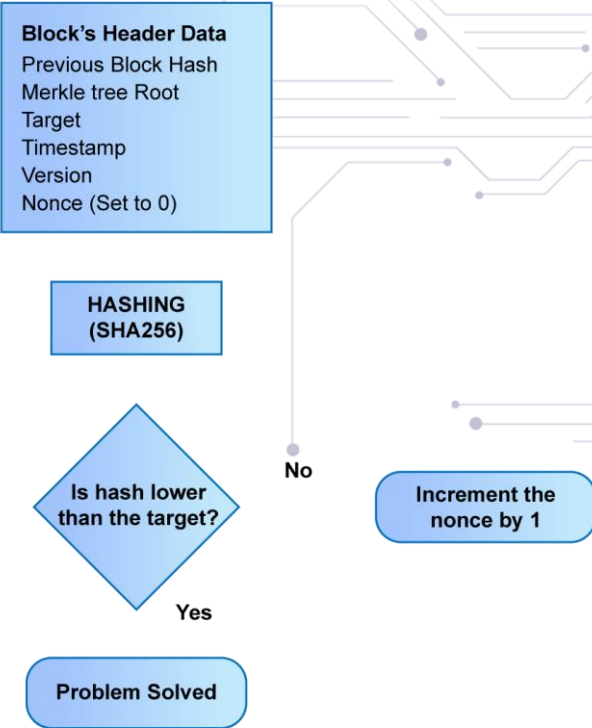 Block's Header Data
Previous Block Hash
Merkle tree Root
Target
Timestamp
Version
Nonce (Set to 0)
HASHING
(SHA256)
Is hash lower
than the target?
No
Increment the
nonce by 1
Yes
Problem Solved